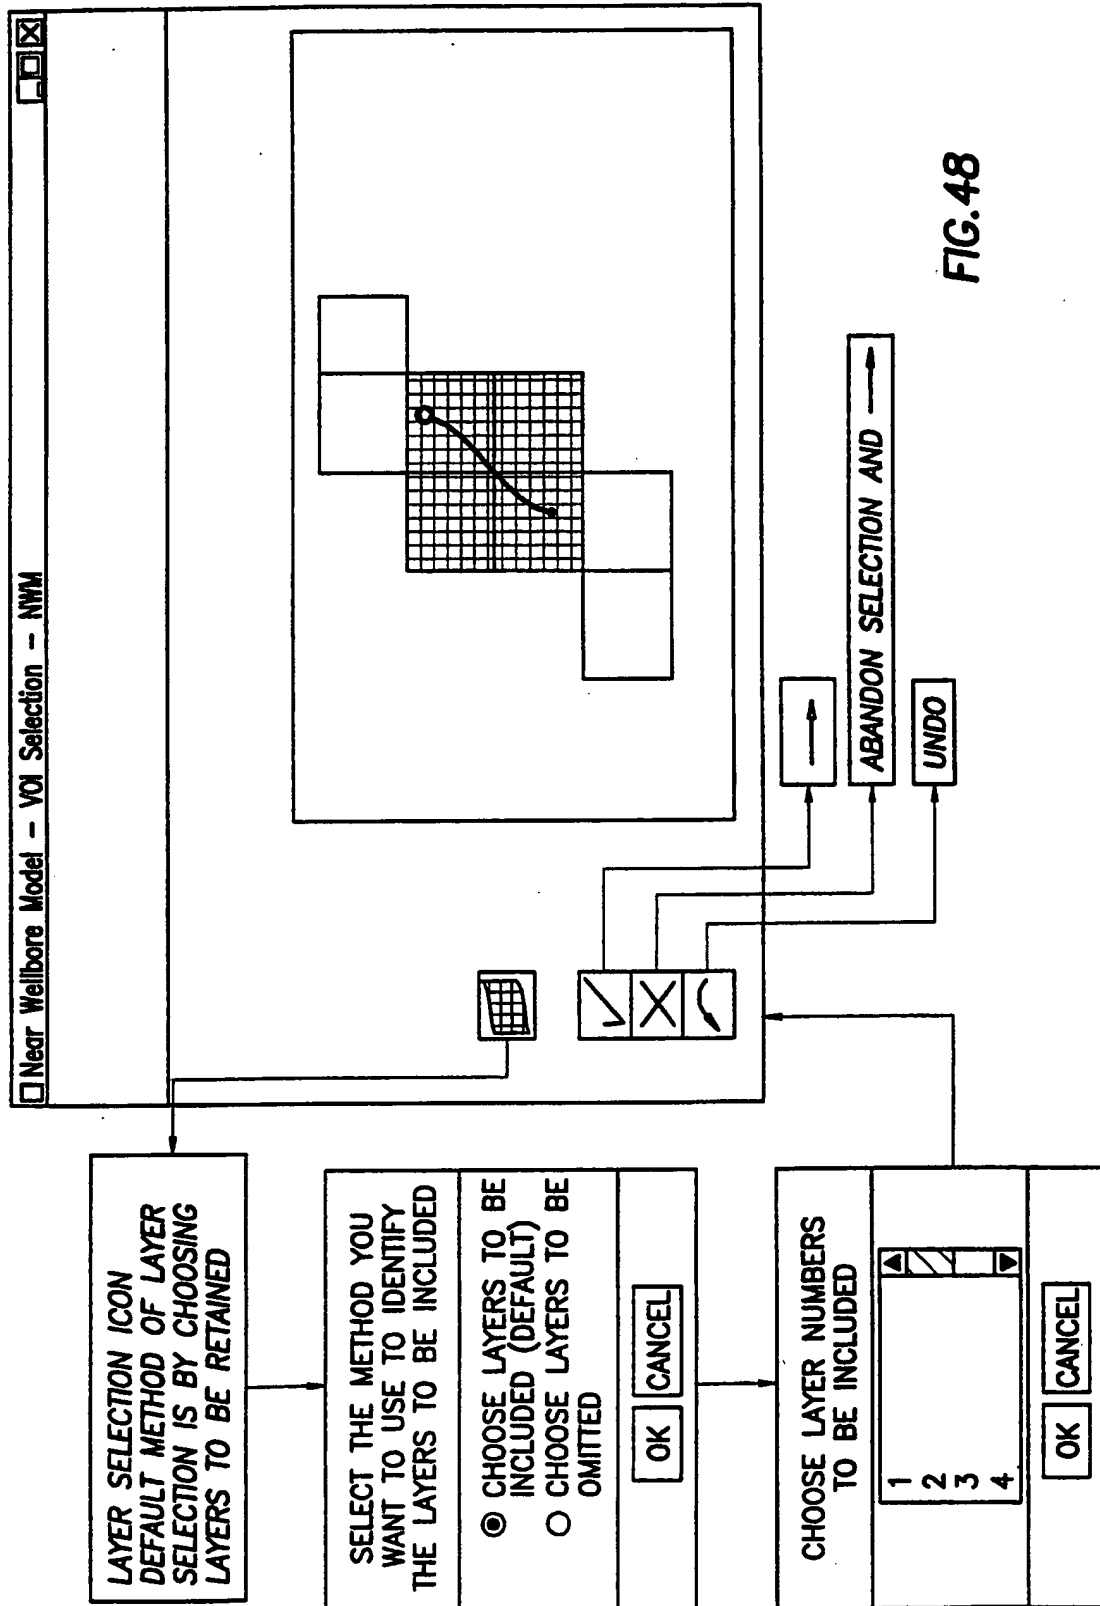 Near Wellbore Model – VOI Selection – NWM
LAYER SELECTION ICON
DEFAULT METHOD OF LAYER
SELECTION IS BY CHOOSING
LAYERS TO BE RETAINED
SELECT THE METHOD YOU
WANT TO USE TO IDENTIFY
THE LAYERS TO BE INCLUDED
CHOOSE LAYERS TO BE
INCLUDED (DEFAULT)
CHOOSE LAYERS TO BE
OMITTED
OK CANCEL
CHOOSE LAYER NUMBERS
TO BE INCLUDED
1
2
3
4
OK CANCEL
ABANDON SELECTION AND
UNDO
FIG.48